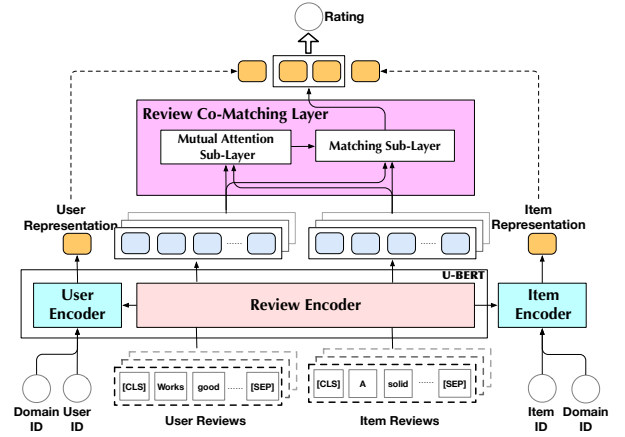 Rating
Review Co-Matching Layer
Mutual Attention
Sub-Layer
Matching Sub-Layer
User
Representation
Item
Representation
......
......
U-BERT
User
Encoder
Review Encoder
Item
Encoder
[CLS] Works good ...... [SEP]
[CLS] A solid ...... [SEP]
Domain
ID
User
ID
User Reviews
Item Reviews
Item
ID
Domain
ID